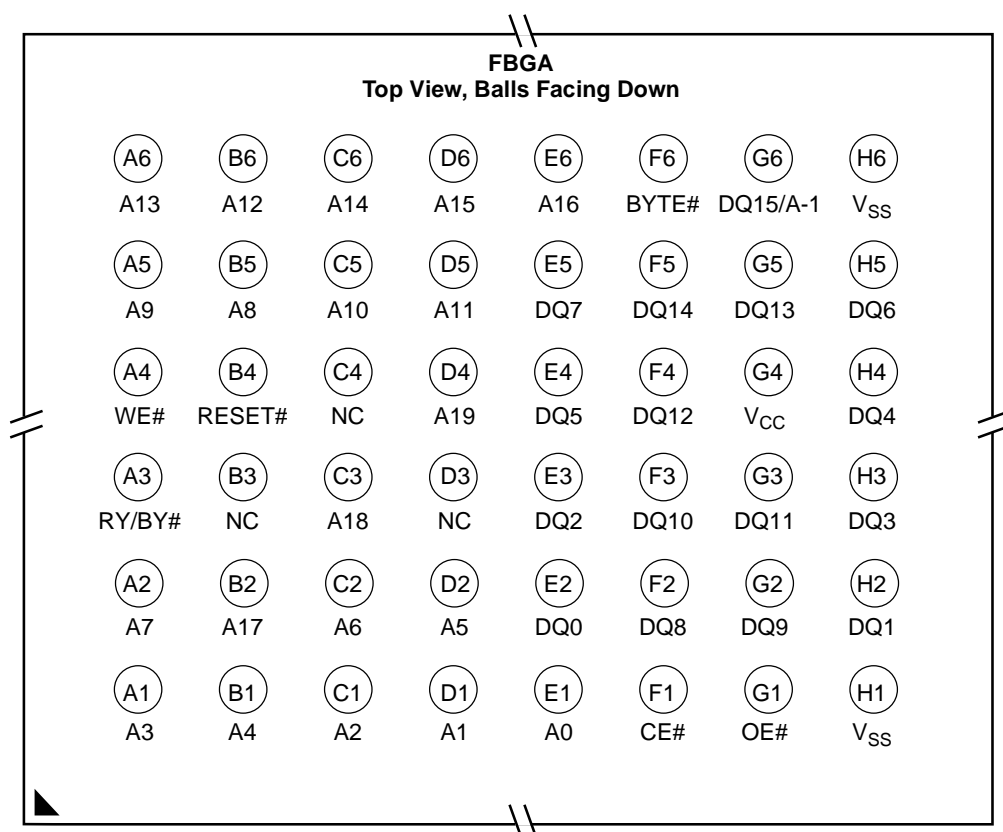 FBGA
Top View, Balls Facing Down
A6 B6 C6 D6 E6 F6 G6 H6
A13 A12 A14 A15 A16 BYTE# DQ15/A-1 VSS
A5 B5 C5 D5 E5 F5 G5 H5
A9 A8 A10 A11 DQ7 DQ14 DQ13 DQ6
A4 B4 C4 D4 E4 F4 G4 H4
WE# RESET# NC A19 DQ5 DQ12 VCC DQ4
A3 B3 C3 D3 E3 F3 G3 H3
RY/BY# NC A18 NC DQ2 DQ10 DQ11 DQ3
A2 B2 C2 D2 E2 F2 G2 H2
A7 A17 A6 A5 DQ0 DQ8 DQ9 DQ1
A1 B1 C1 D1 E1 F1 G1 H1
A3 A4 A2 A1 A0 CE# OE# VSS